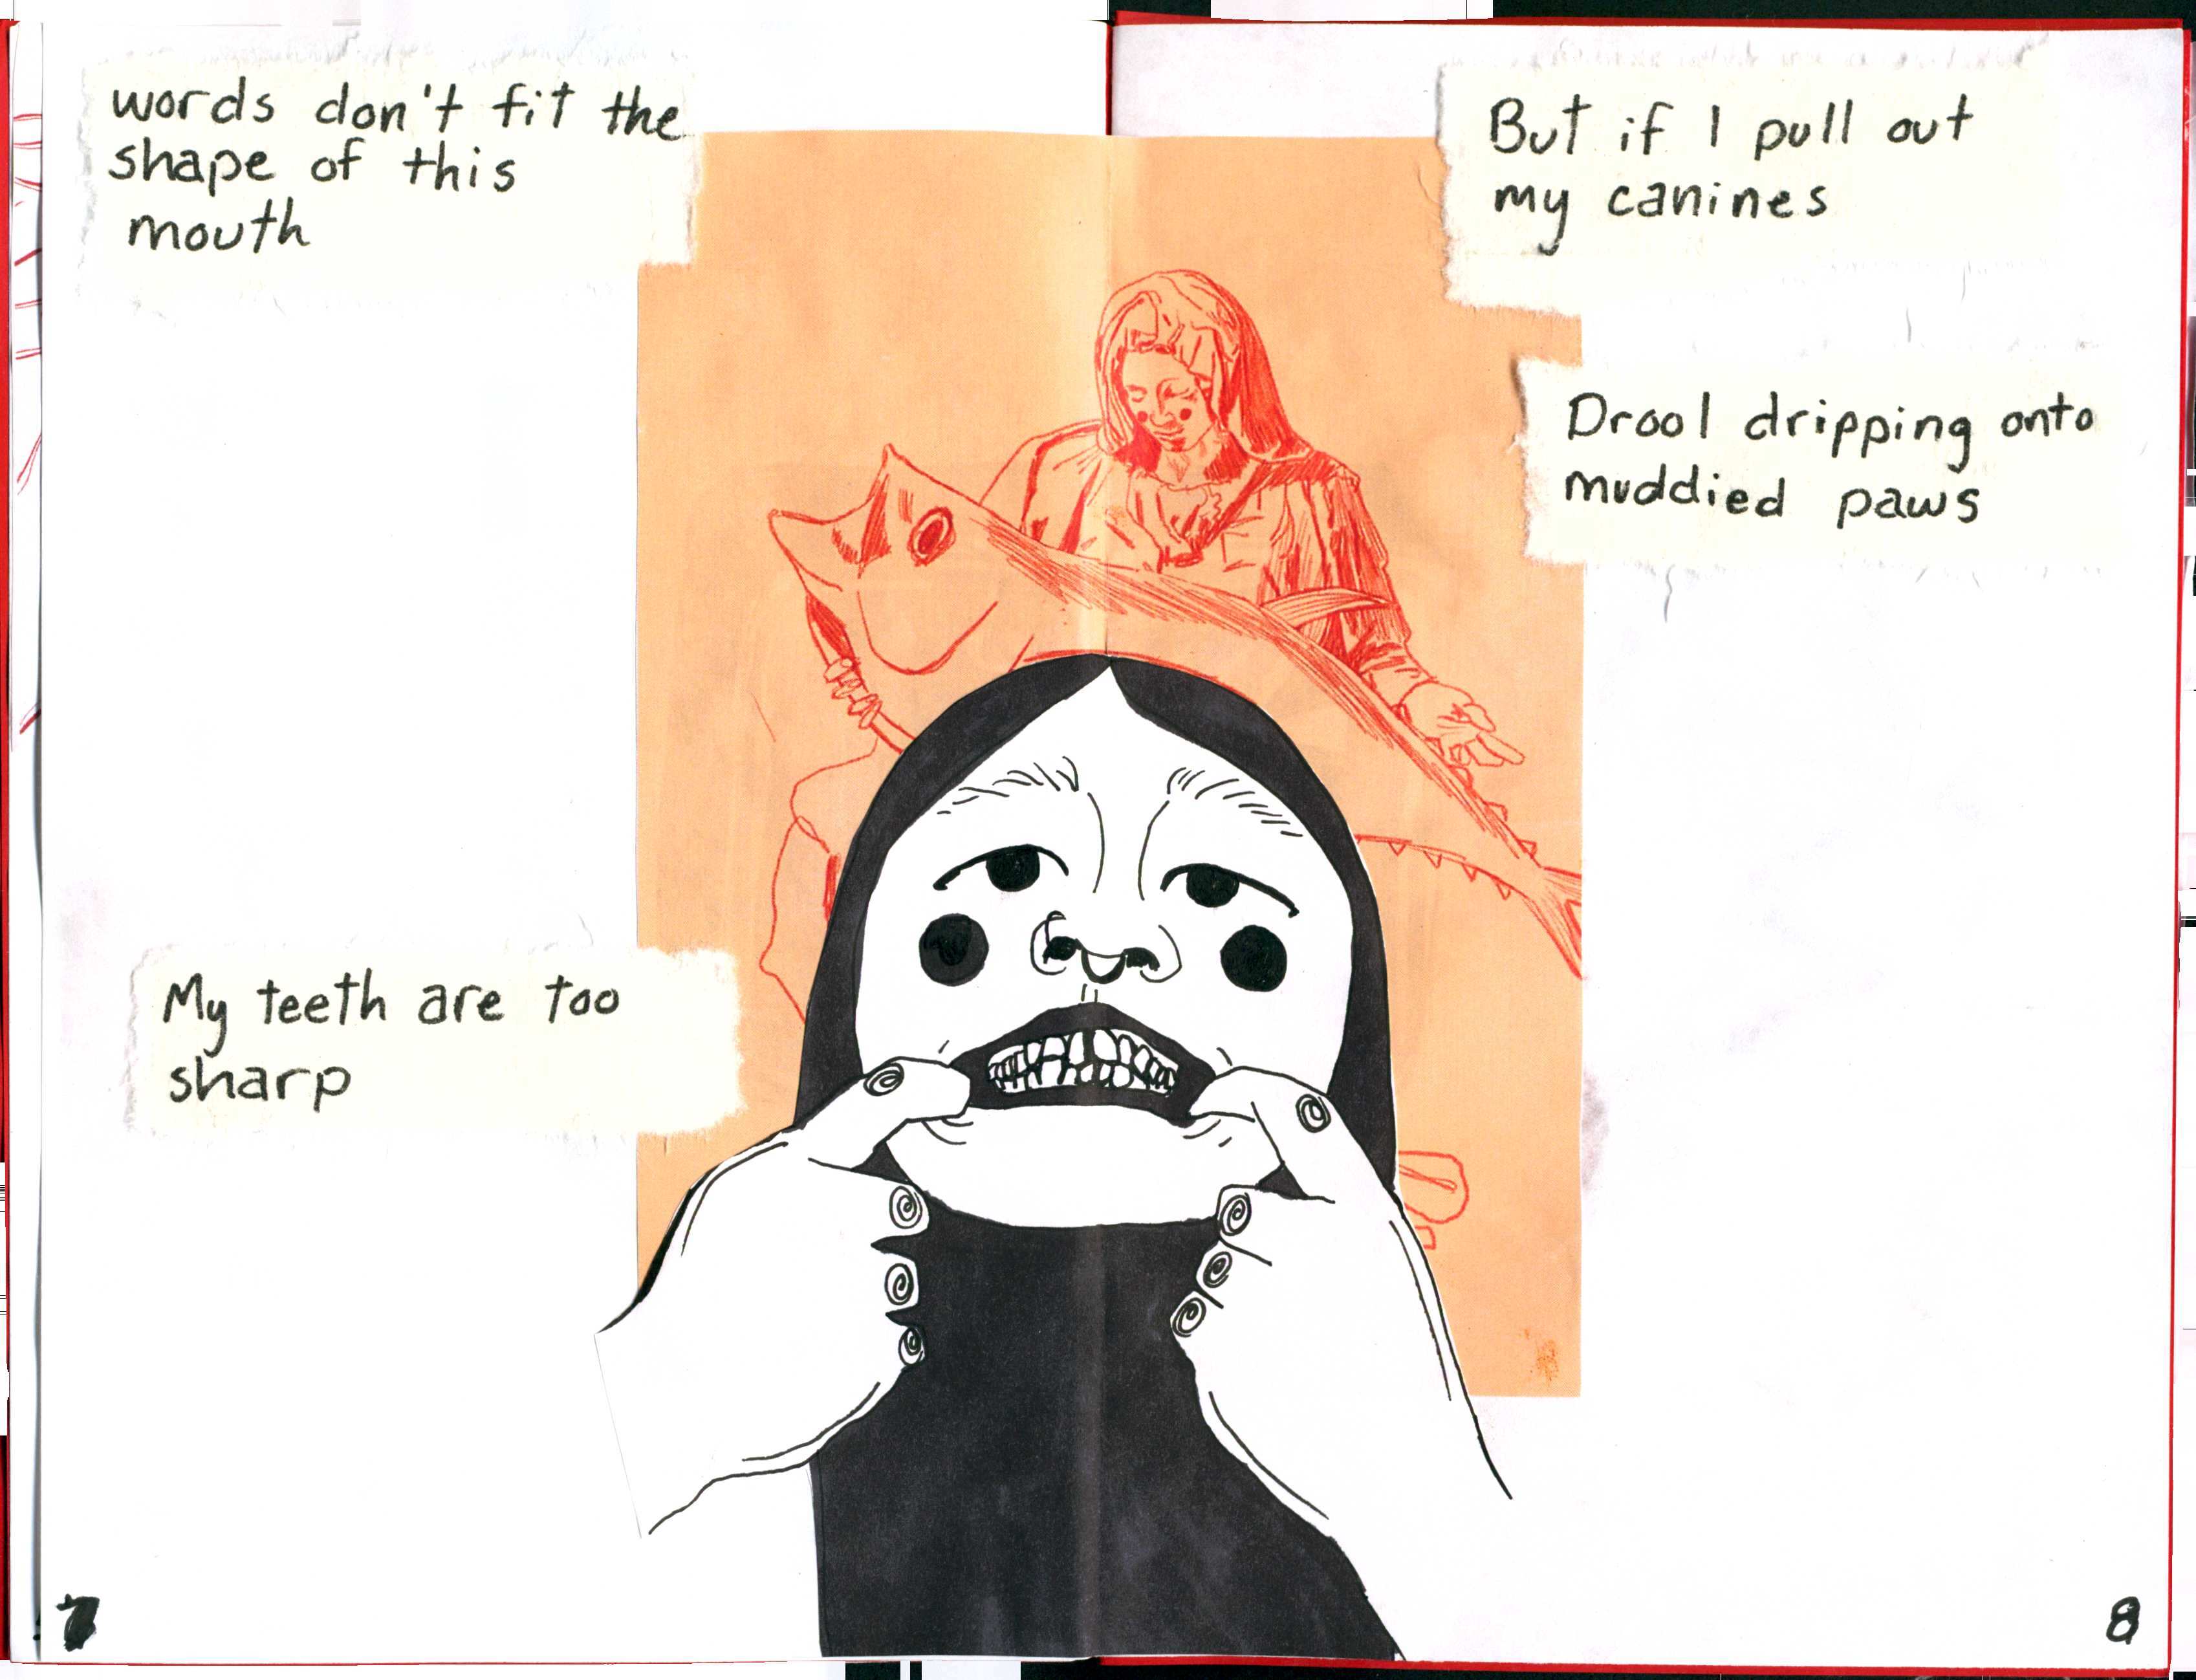 words don't fit the
shape of this
mouth
My teeth are too
sharp
But if I pull out
my canines
Drool dripping onto
muddied paws
7
8